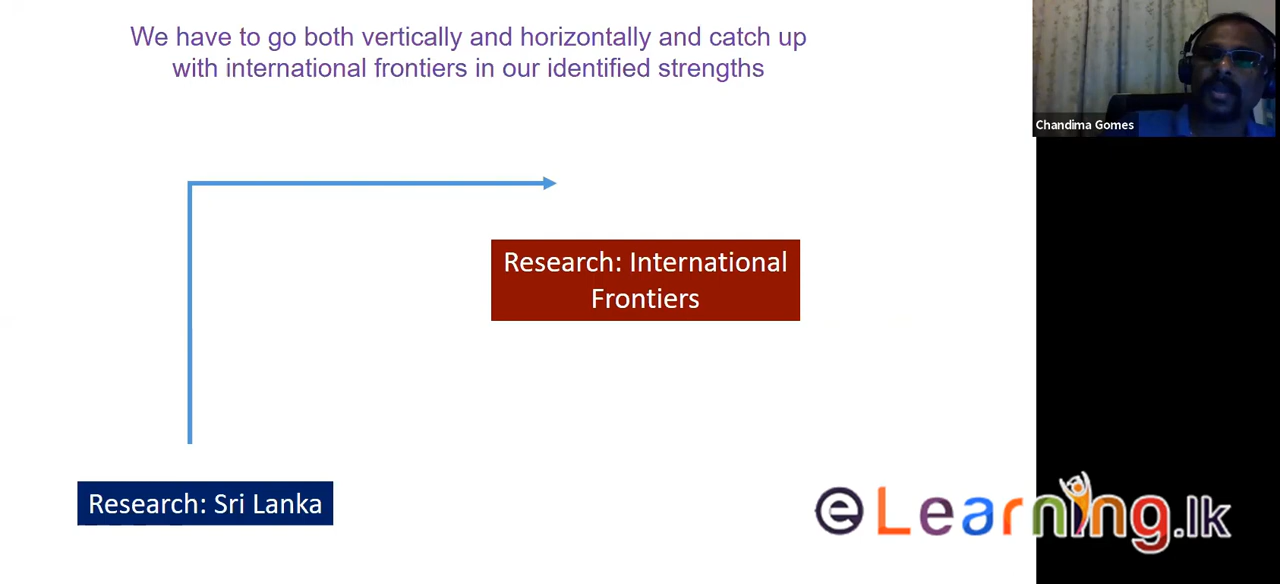 We have to go both vertically and horizontally and catch up
with international frontiers in our identified strengths
Chandima Gomes
Research: International
Frontiers
Research: Sri Lanka
eLearning.lk